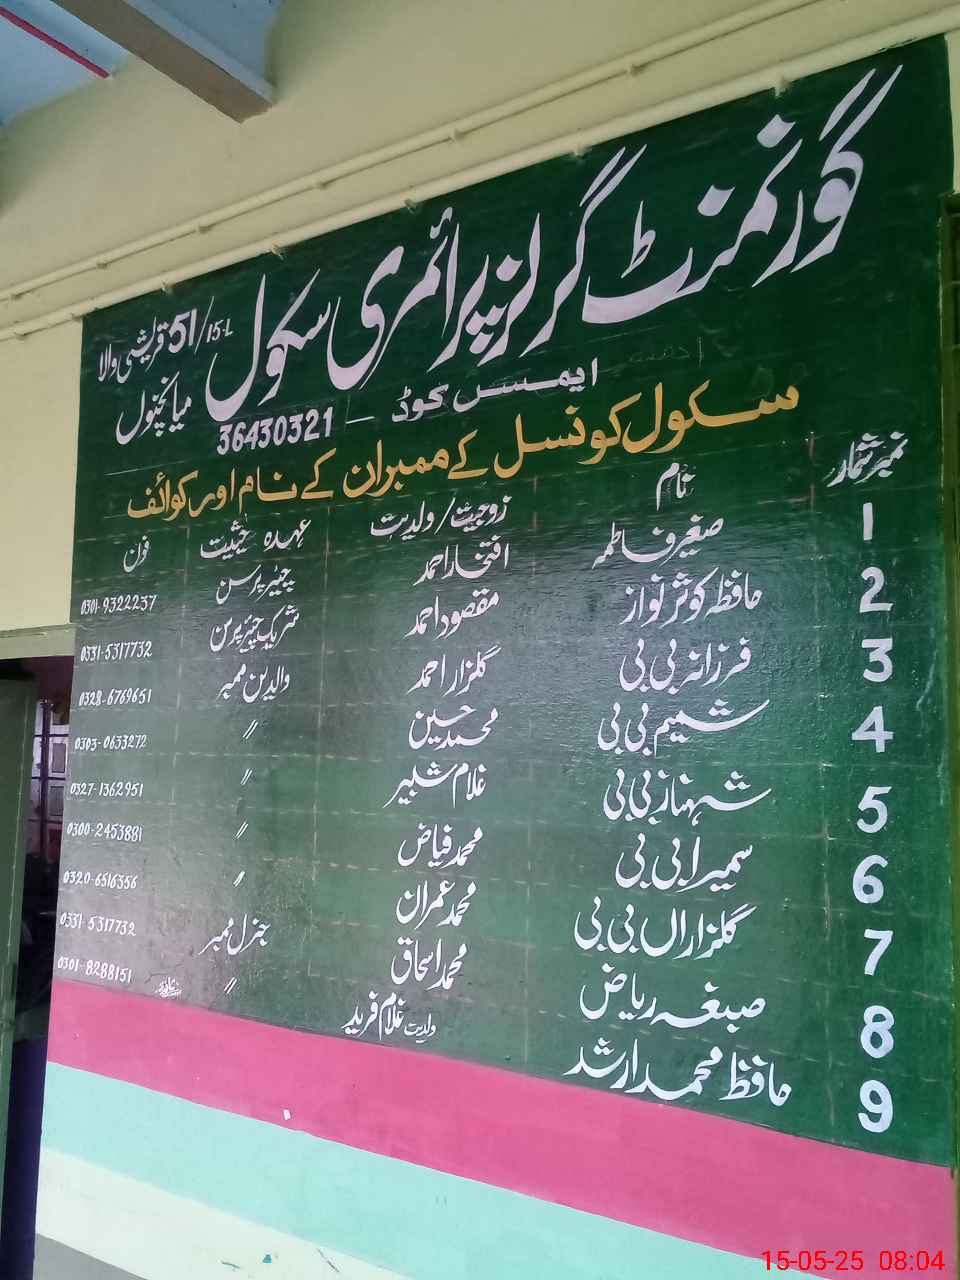 گورنمنٹ گرلز پرائمری سکول 51/15-L قریشی والا میانچنوں
ایمس کوڈ – 36430321
سکول کونسل کے ممبران کے نام اور کوائف
نمبر شمار نام زوجیت/ولدیت عہدہ حیثیت فون
1 صغیر فاطمہ افتخار احمد چیئر پرسن 0301-9322237
2 حافظہ کوثر نواز مقصود احمد شریک چیئر پرسن 0331-5317732
3 فرزانہ بی بی گلزار احمد والدین ممبر 0328-6769651
4 شمیم بی بی محمد حسین // 0303-0633272
5 شہناز بی بی غلام شبیر // 0327-1362951
6 سمیرا بی بی محمد فیاض // 0300-2453881
7 گلزاراں بی بی محمد عمران // 0320-6516356
8 صبغہ ریاض محمد اسحاق جنرل ممبر 0331-5317732
9 حافظ محمد ارشد ولدیت غلام فرید // 0301-8288151
15-05-25 08:04